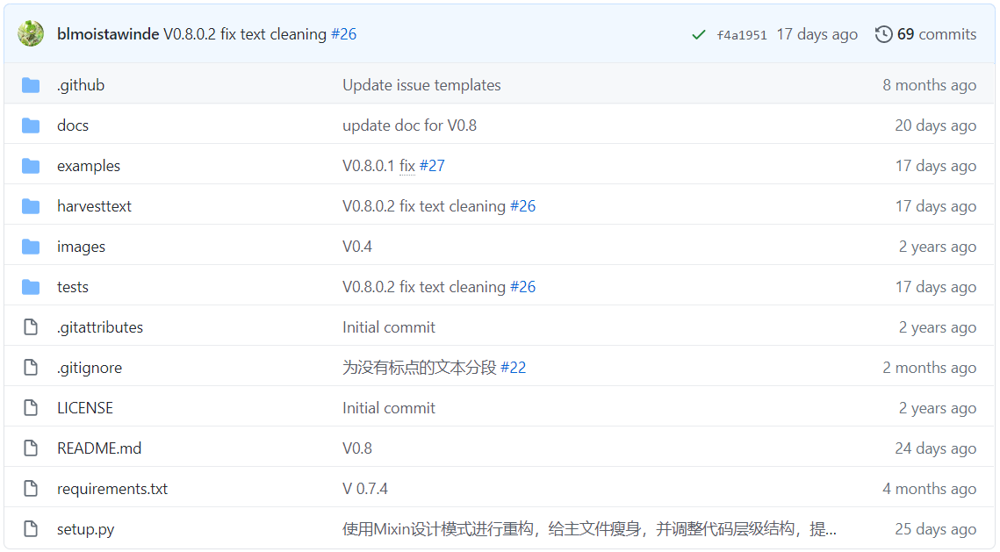 blmoistawinde V0.8.0.2 fix text cleaning #26 f4a1951 17 days ago 69 commits
.github Update issue templates 8 months ago
docs update doc for V0.8 20 days ago
examples V0.8.0.1 fix #27 17 days ago
harvesttext V0.8.0.2 fix text cleaning #26 17 days ago
images V0.4 2 years ago
tests V0.8.0.2 fix text cleaning #26 17 days ago
.gitattributes Initial commit 2 years ago
.gitignore 为没有标点的文本分段 #22 2 months ago
LICENSE Initial commit 2 years ago
README.md V0.8 24 days ago
requirements.txt V 0.7.4 4 months ago
setup.py 使用Mixin设计模式进行重构，给主文件瘦身，并调整代码层级结构，提... 25 days ago